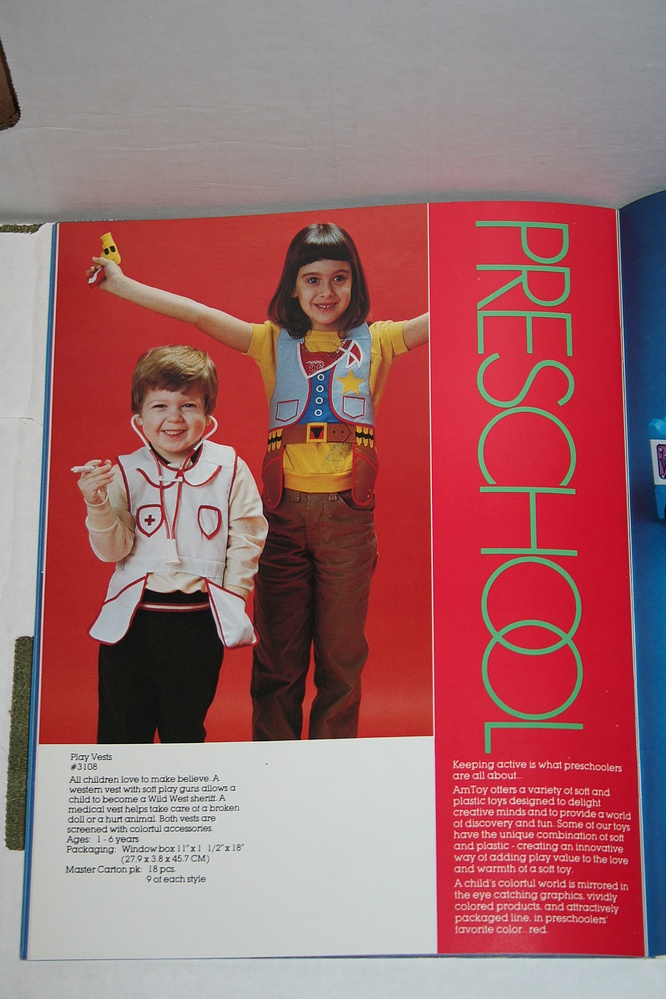 PRESCHOOL
Play Vests
#3108
All children love to make believe. A
western vest with soft play guns allows a
child to become a Wild West sheriff. A
medical vest helps take care of a broken
doll or a hurt animal. Both vests are
screened with colorful accessories.
Ages: 1 - 6 years
Packaging: Window box 11" x 1 1/2" x 18"
(27.9 x 3.8 x 45.7 CM)
Master Carton pk: 18 pcs.
9 of each style
Keeping active is what preschoolers
are all about...
AmToy offers a variety of soft and
plastic toys designed to delight
creative minds and to provide a world
of discovery and fun. Some of our toys
have the unique combination of soft
and plastic - creating an innovative
way of adding play value to the love
and warmth of a soft toy.
A child's colorful world is mirrored in
the eye catching graphics, vividly
colored products, and attractively
packaged line, in preschoolers'
favorite color...red.